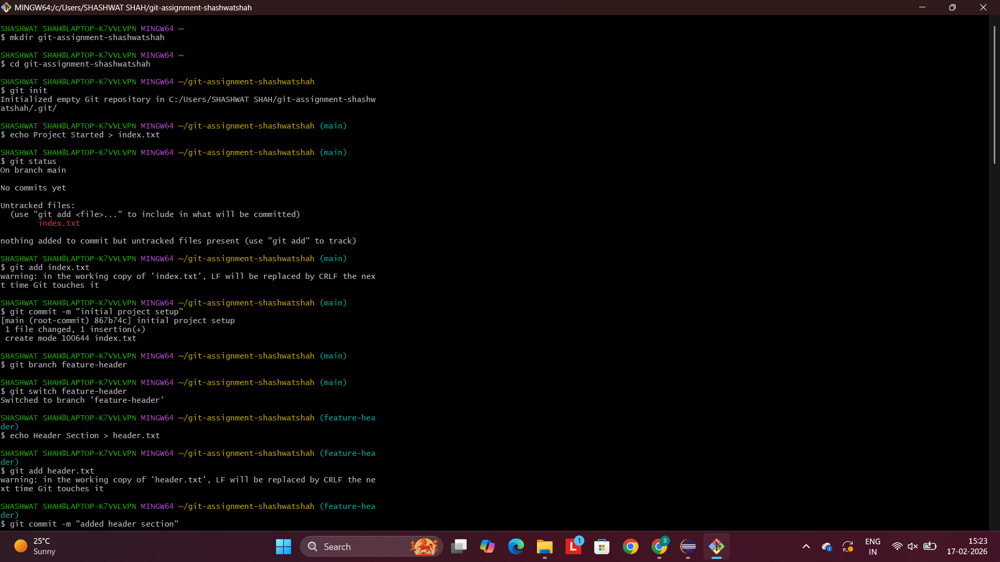 MINGW64:/c/Users/SHASHWAT SHAH/git-assignment-shashwatshah
SHASHWAT SHAH@LAPTOP-K7VVLVPN MINGW64 ~
$ mkdir git-assignment-shashwatshah
SHASHWAT SHAH@LAPTOP-K7VVLVPN MINGW64 ~
$ cd git-assignment-shashwatshah
SHASHWAT SHAH@LAPTOP-K7VVLVPN MINGW64 ~/git-assignment-shashwatshah
$ git init
Initialized empty Git repository in C:/Users/SHASHWAT SHAH/git-assignment-shashw
atshah/.git/
SHASHWAT SHAH@LAPTOP-K7VVLVPN MINGW64 ~/git-assignment-shashwatshah (main)
$ echo Project Started > index.txt
SHASHWAT SHAH@LAPTOP-K7VVLVPN MINGW64 ~/git-assignment-shashwatshah (main)
$ git status
On branch main
No commits yet
Untracked files:
  (use "git add <file>..." to include in what will be committed)
        index.txt
nothing added to commit but untracked files present (use "git add" to track)
SHASHWAT SHAH@LAPTOP-K7VVLVPN MINGW64 ~/git-assignment-shashwatshah (main)
$ git add index.txt
warning: in the working copy of 'index.txt', LF will be replaced by CRLF the nex
t time Git touches it
SHASHWAT SHAH@LAPTOP-K7VVLVPN MINGW64 ~/git-assignment-shashwatshah (main)
$ git commit -m "initial project setup"
[main (root-commit) 867b74c] initial project setup
 1 file changed, 1 insertion(+)
 create mode 100644 index.txt
SHASHWAT SHAH@LAPTOP-K7VVLVPN MINGW64 ~/git-assignment-shashwatshah (main)
$ git branch feature-header
SHASHWAT SHAH@LAPTOP-K7VVLVPN MINGW64 ~/git-assignment-shashwatshah (main)
$ git switch feature-header
Switched to branch 'feature-header'
SHASHWAT SHAH@LAPTOP-K7VVLVPN MINGW64 ~/git-assignment-shashwatshah (feature-hea
der)
$ echo Header Section > header.txt
SHASHWAT SHAH@LAPTOP-K7VVLVPN MINGW64 ~/git-assignment-shashwatshah (feature-hea
der)
$ git add header.txt
warning: in the working copy of 'header.txt', LF will be replaced by CRLF the ne
xt time Git touches it
SHASHWAT SHAH@LAPTOP-K7VVLVPN MINGW64 ~/git-assignment-shashwatshah (feature-hea
der)
$ git commit -m "added header section"
25°C
Sunny
Search
L
1
S
ENG
IN
15:23
17-02-2026